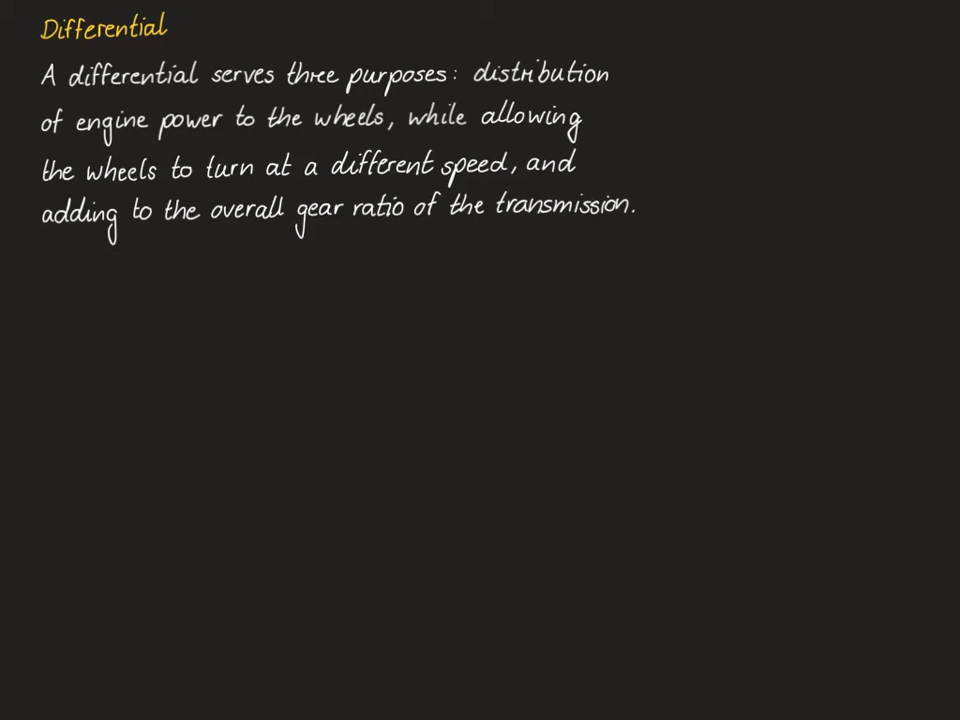 Differential
A differential serves three purposes: distribution
of engine power to the wheels, while allowing
the wheels to turn at a different speed, and
adding to the overall gear ratio of the transmission.